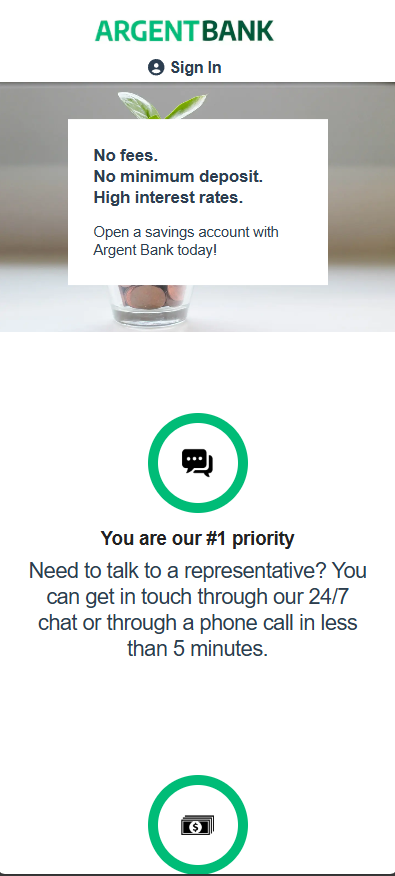 ARGENTBANK
Sign In
No fees.
No minimum deposit.
High interest rates.
Open a savings account with
Argent Bank today!
You are our #1 priority
Need to talk to a representative? You
can get in touch through our 24/7
chat or through a phone call in less
than 5 minutes.